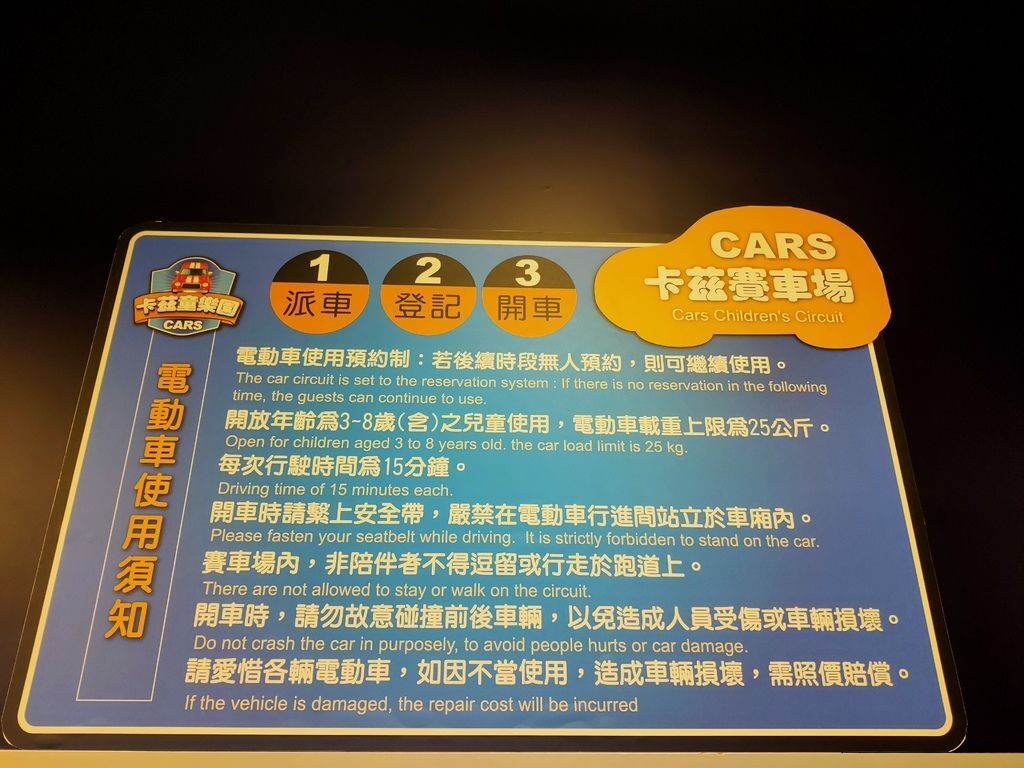 CARS
卡茲賽車場
Cars Children's Circuit
卡茲童樂園
CARS
1
派車
2
登記
3
開車
電動車使用須知
電動車使用預約制：若後續時段無人預約，則可繼續使用。
The car circuit is set to the reservation system : If there is no reservation in the following
time, the guests can continue to use.
開放年齡為3~8歲(含)之兒童使用，電動車載重上限為25公斤。
Open for children aged 3 to 8 years old. the car load limit is 25 kg.
每次行駛時間為15分鐘。
Driving time of 15 minutes each.
開車時請繫上安全帶，嚴禁在電動車行進間站立於車廂內。
Please fasten your seatbelt while driving.  It is strictly forbidden to stand on the car.
賽車場內，非陪伴者不得逗留或行走於跑道上。
There are not allowed to stay or walk on the circuit.
開車時，請勿故意碰撞前後車輛，以免造成人員受傷或車輛損壞。
Do not crash the car in purposely, to avoid people hurts or car damage.
請愛惜各輛電動車，如因不當使用，造成車輛損壞，需照價賠償。
If the vehicle is damaged, the repair cost will be incurred